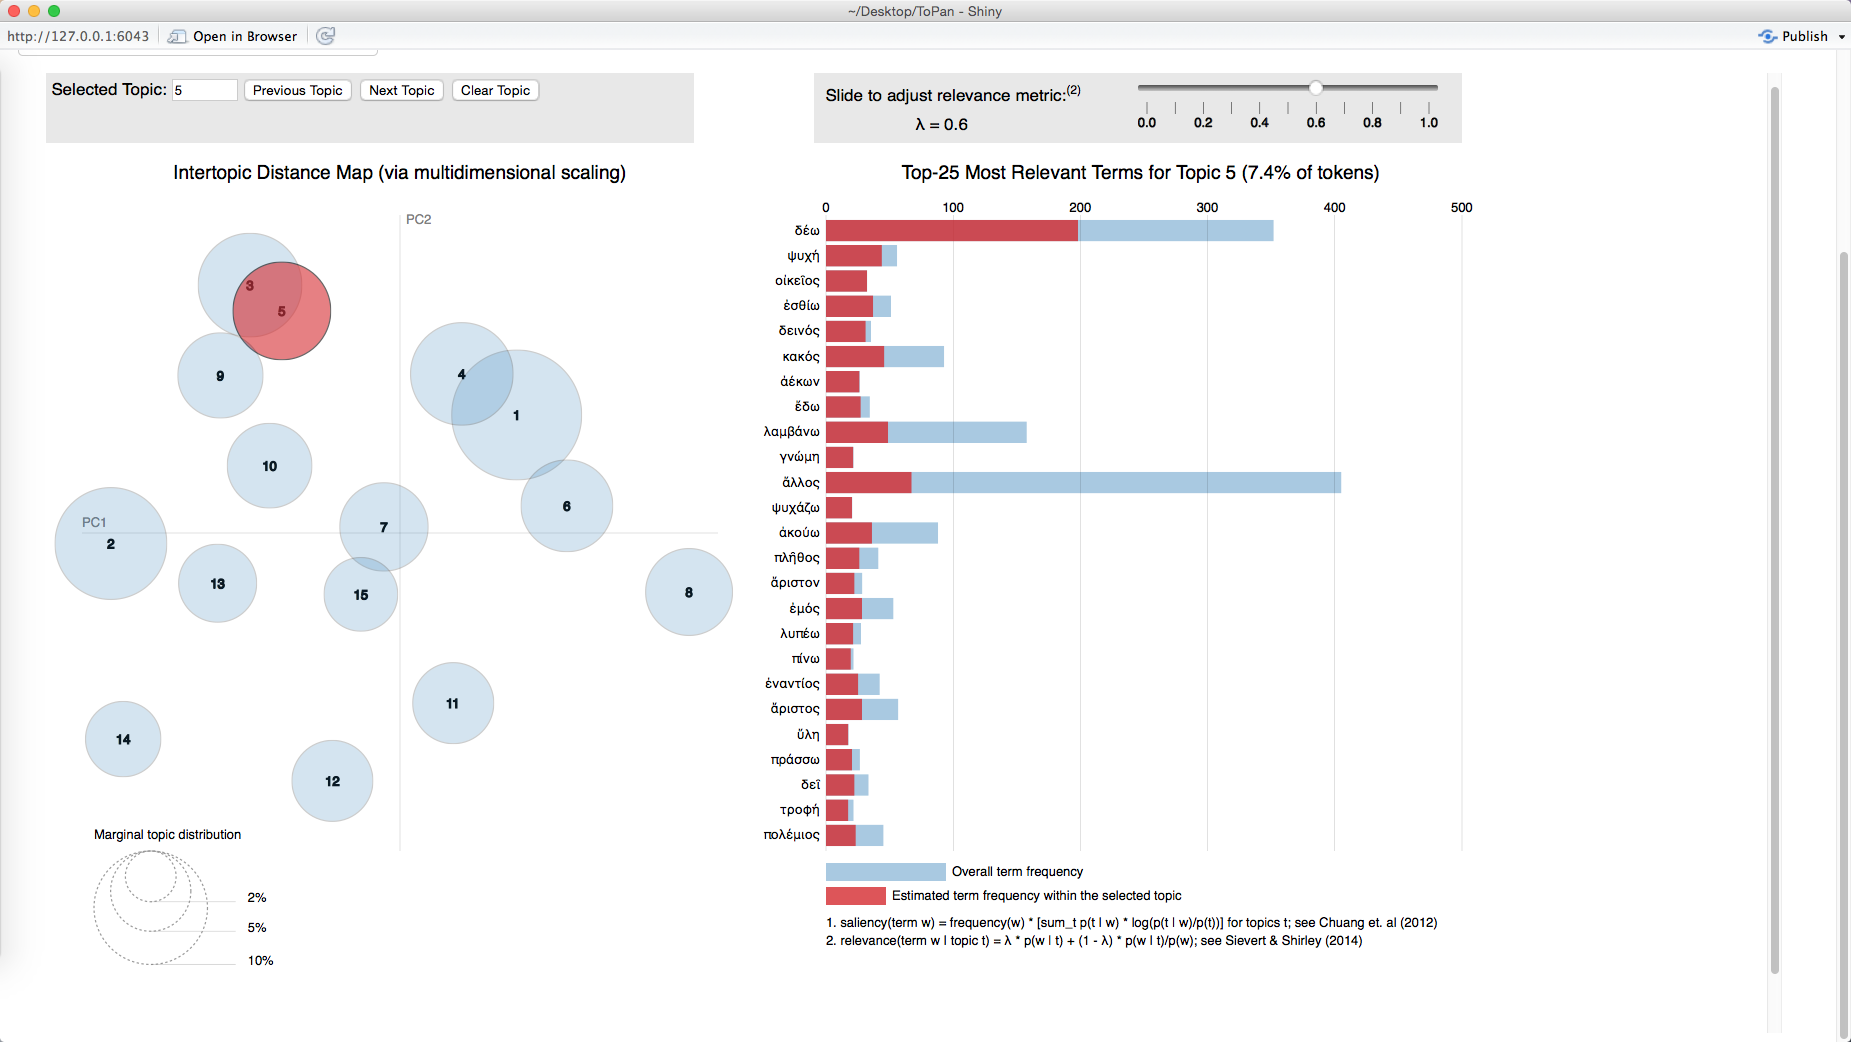 ~/Desktop/ToPan - Shiny
http://127.0.0.1:6043 Open in Browser Publish
Selected Topic: 5 Previous Topic Next Topic Clear Topic
Slide to adjust relevance metric:(2)
λ = 0.6
0.0 0.2 0.4 0.6 0.8 1.0
Intertopic Distance Map (via multidimensional scaling)
PC2
PC1
3
5
9
4
1
10
6
7
2
13
15
8
11
14
12
Marginal topic distribution
2%
5%
10%
Top-25 Most Relevant Terms for Topic 5 (7.4% of tokens)
0 100 200 300 400 500
δέω
ψυχή
οἰκεῖος
ἐσθίω
δεινός
κακός
ἀέκων
ἔδω
λαμβάνω
γνώμη
ἄλλος
ψυχάζω
ἀκούω
πλῆθος
ἄριστον
ἐμός
λυπέω
πίνω
ἐναντίος
ἄριστος
ὕλη
πράσσω
δεῖ
τροφή
πολέμιος
Overall term frequency
Estimated term frequency within the selected topic
1. saliency(term w) = frequency(w) * [sum_t p(t | w) * log(p(t | w)/p(t))] for topics t; see Chuang et. al (2012)
2. relevance(term w | topic t) = λ * p(w | t) + (1 - λ) * p(w | t)/p(w); see Sievert & Shirley (2014)